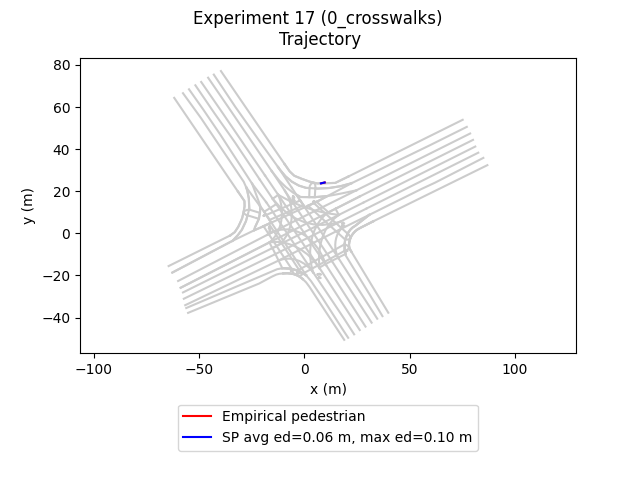 Experiment 17 (0_crosswalks)
Trajectory
80
60
40
20
0
−20
−40
y (m)
−100
−50
0
50
100
x (m)
Empirical pedestrian
SP avg ed=0.06 m, max ed=0.10 m